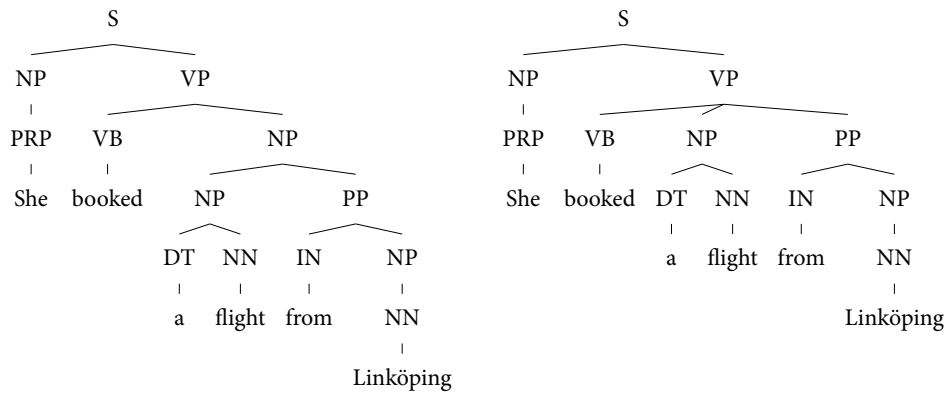 S S
NP VP NP VP
PRP VB NP PRP VB NP PP
She booked NP PP She booked DT NN IN NP
DT NN IN NP a flight from NN
a flight from NN Linköping
Linköping